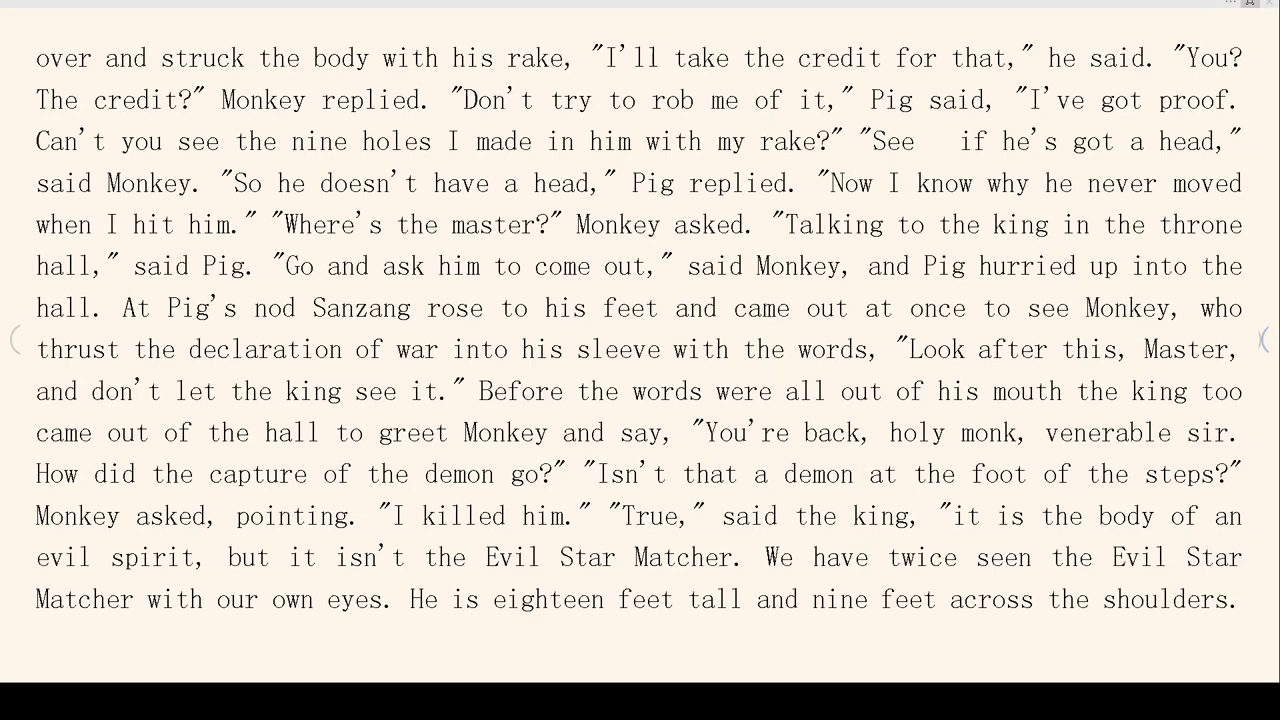 over and struck the body with his rake, "I'll take the credit for that," he said. "You?
The credit?" Monkey replied. "Don't try to rob me of it," Pig said, "I've got proof.
Can't you see the nine holes I made in him with my rake?" "See   if he's got a head,"
said Monkey. "So he doesn't have a head," Pig replied. "Now I know why he never moved
when I hit him." "Where's the master?" Monkey asked. "Talking to the king in the throne
hall," said Pig. "Go and ask him to come out," said Monkey, and Pig hurried up into the
hall. At Pig's nod Sanzang rose to his feet and came out at once to see Monkey, who
thrust the declaration of war into his sleeve with the words, "Look after this, Master,
and don't let the king see it." Before the words were all out of his mouth the king too
came out of the hall to greet Monkey and say, "You're back, holy monk, venerable sir.
How did the capture of the demon go?" "Isn't that a demon at the foot of the steps?"
Monkey asked, pointing. "I killed him." "True," said the king, "it is the body of an
evil spirit, but it isn't the Evil Star Matcher. We have twice seen the Evil Star
Matcher with our own eyes. He is eighteen feet tall and nine feet across the shoulders.